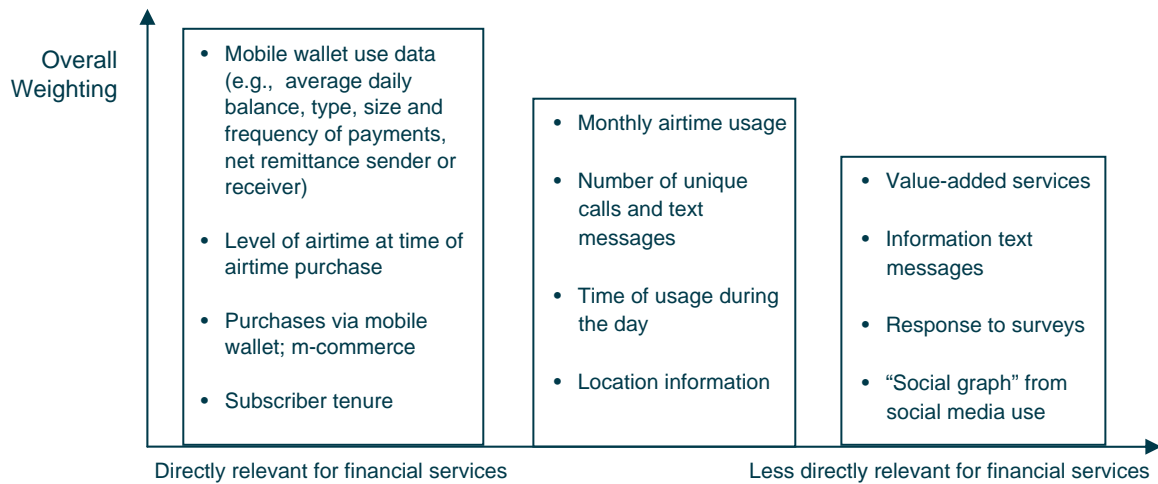 Overall
Weighting
• Mobile wallet use data
(e.g., average daily
balance, type, size and
frequency of payments,
net remittance sender or
receiver)
• Level of airtime at time of
airtime purchase
• Purchases via mobile
wallet; m-commerce
• Subscriber tenure
• Monthly airtime usage
• Number of unique
calls and text
messages
• Time of usage during
the day
• Location information
• Value-added services
• Information text
messages
• Response to surveys
• “Social graph” from
social media use
Directly relevant for financial services
Less directly relevant for financial services